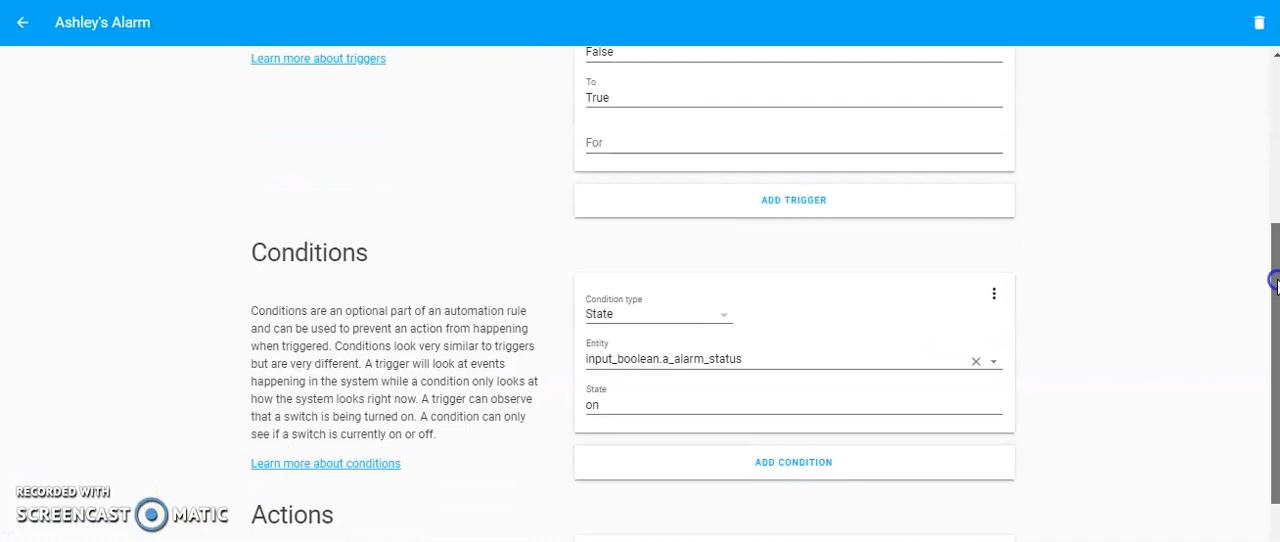 Ashley's Alarm
Learn more about triggers
False
To
True
For
ADD TRIGGER
Conditions
Conditions are an optional part of an automation rule
and can be used to prevent an action from happening
when triggered. Conditions look very similar to triggers
but are very different. A trigger will look at events
happening in the system while a condition only looks at
how the system looks right now. A trigger can observe
that a switch is being turned on. A condition can only
see if a switch is currently on or off.
Learn more about conditions
Condition type
State
Entity
input_boolean.a_alarm_status
State
on
ADD CONDITION
Actions
RECORDED WITH
SCREENCAST MATIC